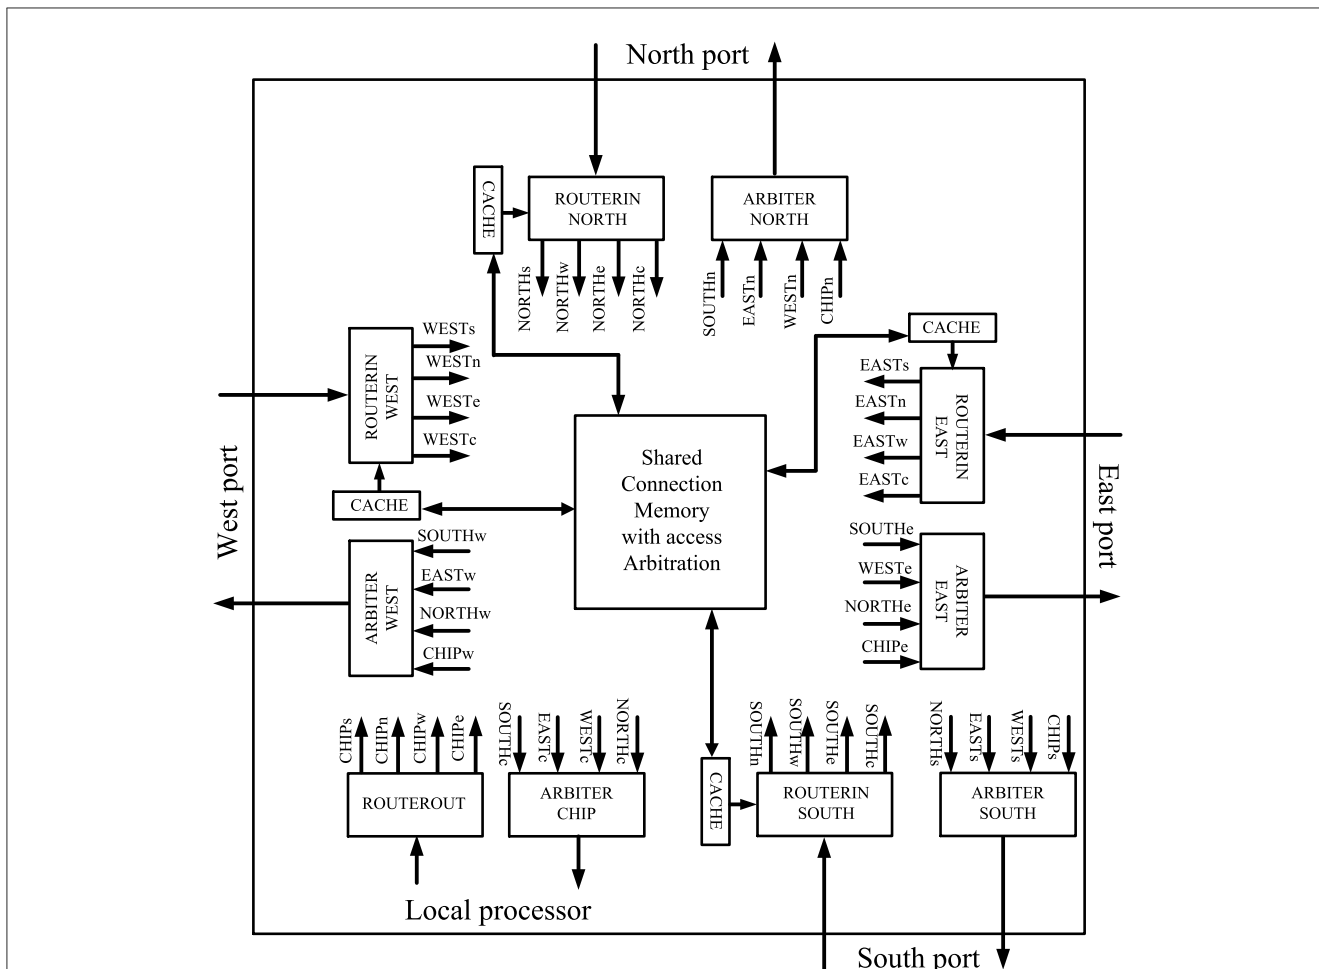 North port
CACHE
ROUTERIN
NORTH
ARBITER
NORTH
NORTHs
NORTHw
NORTHe
NORTHc
SOUTHn
EASTn
WESTn
CHIPn
CACHE
ROUTERIN
WEST
WESTs
WESTn
WESTe
WESTc
EASTs
EASTn
EASTw
EASTc
ROUTERIN
EAST
West port
CACHE
Shared
Connection
Memory
with access
Arbitration
East port
ARBITER
WEST
SOUTHw
EASTw
NORTHw
CHIPw
SOUTHe
WESTe
NORTHe
CHIPe
ARBITER
EAST
CHIPs
CHIPn
CHIPw
CHIPe
SOUTHc
EASTc
WESTc
NORTHc
SOUTHn
SOUTHw
SOUTHe
SOUTHc
NORTHs
EASTs
WESTs
CHIPs
ROUTEROUT
ARBITER
CHIP
CACHE
ROUTERIN
SOUTH
ARBITER
SOUTH
Local processor
South port